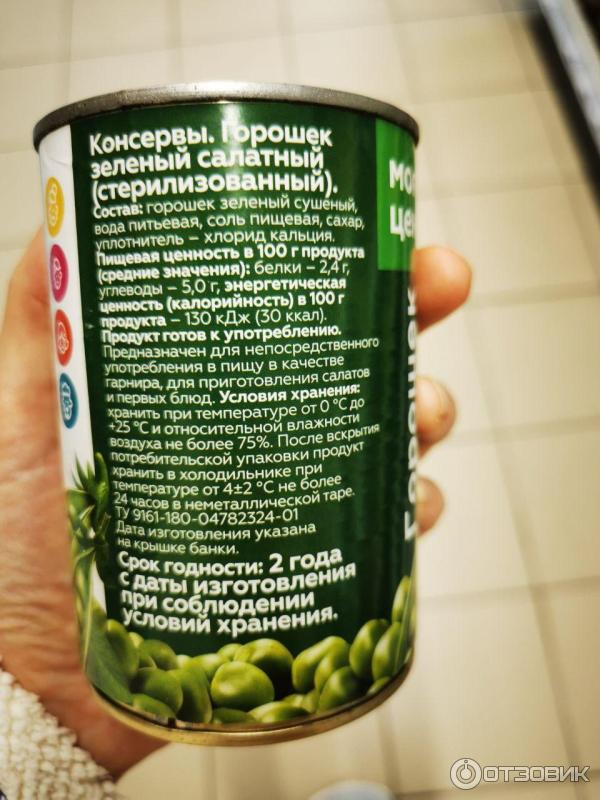 Консервы. Горошек
зеленый салатный
(стерилизованный).
Состав: горошек зеленый сушеный,
вода питьевая, соль пищевая, сахар,
уплотнитель – хлорид кальция.
Пищевая ценность в 100 г продукта
(средние значения): белки – 2,4 г,
углеводы – 5,0 г, энергетическая
ценность (калорийность) в 100 г
продукта – 130 кДж (30 ккал).
Продукт готов к употреблению.
Предназначен для непосредственного
употребления в пищу в качестве
гарнира, для приготовления салатов
и первых блюд. Условия хранения:
хранить при температуре от 0 °С до
+25 °С и относительной влажности
воздуха не более 75%. После вскрытия
потребительской упаковки продукт
хранить в холодильнике при
температуре от 4±2 °С не более
24 часов в неметаллической таре.
ТУ 9161-180-04782324-01
Дата изготовления указана
на крышке банки.
Срок годности: 2 года
с даты изготовления
при соблюдении
условий хранения.
Горошек
ОТЗОВИК